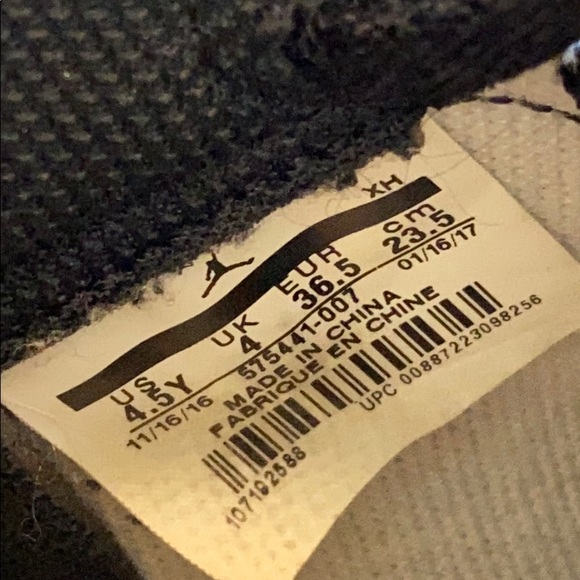 XH
US UK EUR cm
4.5Y 4 36.5 23.5
11/16/16 575441-007 01/16/17
MADE IN CHINA
FABRIQUE EN CHINE
107192588 UPC 00887223098256